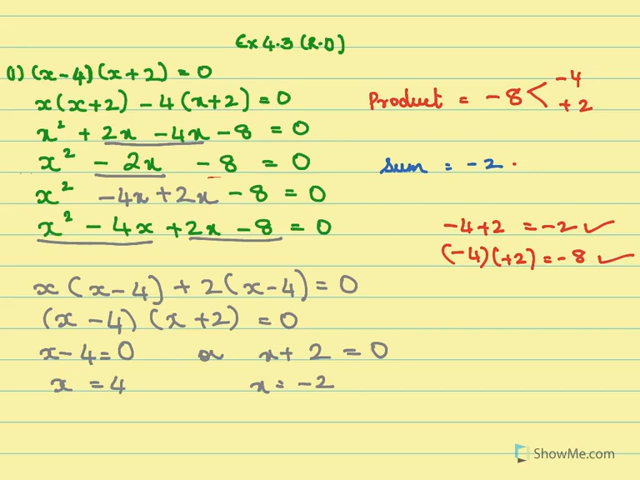 Ex 4.3 (R.D)
1) (x-4)(x+2) = 0
x(x+2) - 4(x+2) = 0
x² + 2x - 4x - 8 = 0
x² - 2x - 8 = 0
x² -4x + 2x - 8 = 0
x² - 4x + 2x - 8 = 0
x(x-4) + 2(x-4) = 0
(x-4) (x+2) = 0
x-4=0 or x+2 = 0
x = 4 x = -2
Product = -8 < -4
+2
Sum = -2
-4+2 = -2 ✓
(-4)(+2) = -8 ✓
ShowMe.com